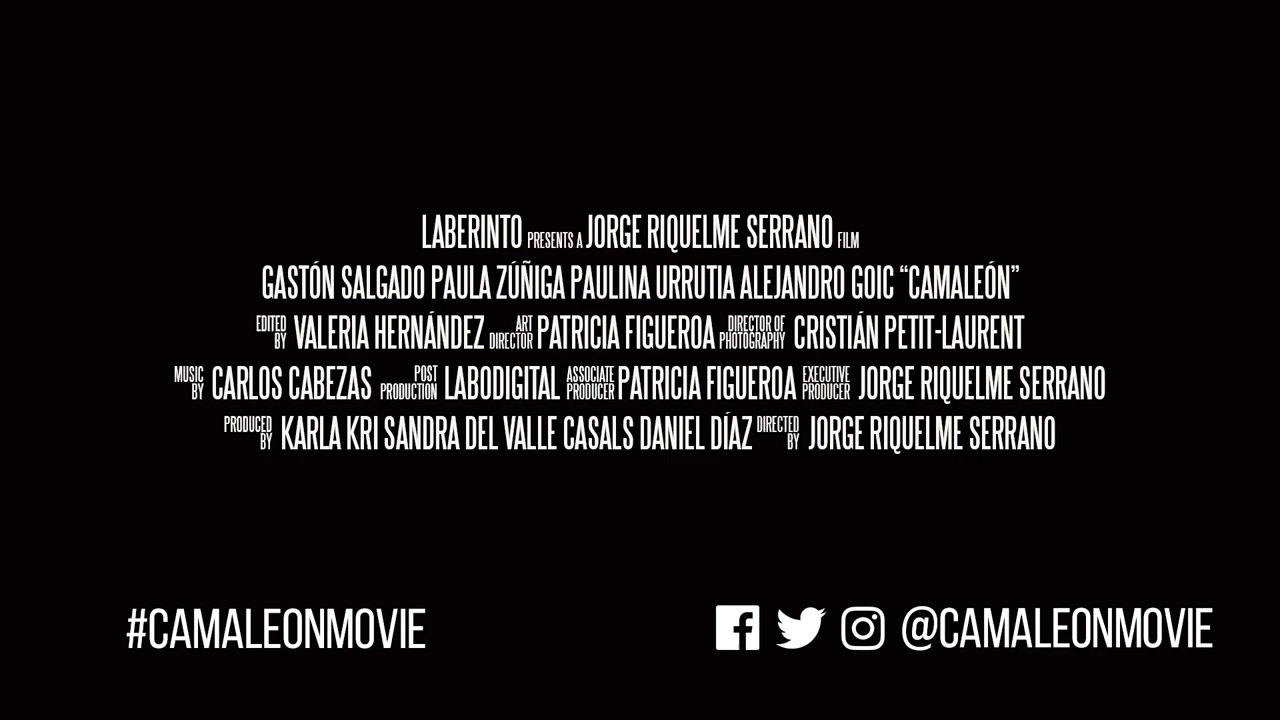 LABERINTO PRESENTS A JORGE RIQUELME SERRANO FILM
GASTÓN SALGADO PAULA ZÚÑIGA PAULINA URRUTIA ALEJANDRO GOIC “CAMALEÓN”
EDITED BY VALERIA HERNÁNDEZ ART DIRECTOR PATRICIA FIGUEROA DIRECTOR OF PHOTOGRAPHY CRISTIÁN PETIT-LAURENT
MUSIC BY CARLOS CABEZAS POST PRODUCTION LABODIGITAL ASSOCIATE PRODUCER PATRICIA FIGUEROA EXECUTIVE PRODUCER JORGE RIQUELME SERRANO
PRODUCED BY KARLA KRI SANDRA DEL VALLE CASALS DANIEL DÍAZ DIRECTED BY JORGE RIQUELME SERRANO
#CAMALEONMOVIE @CAMALEONMOVIE